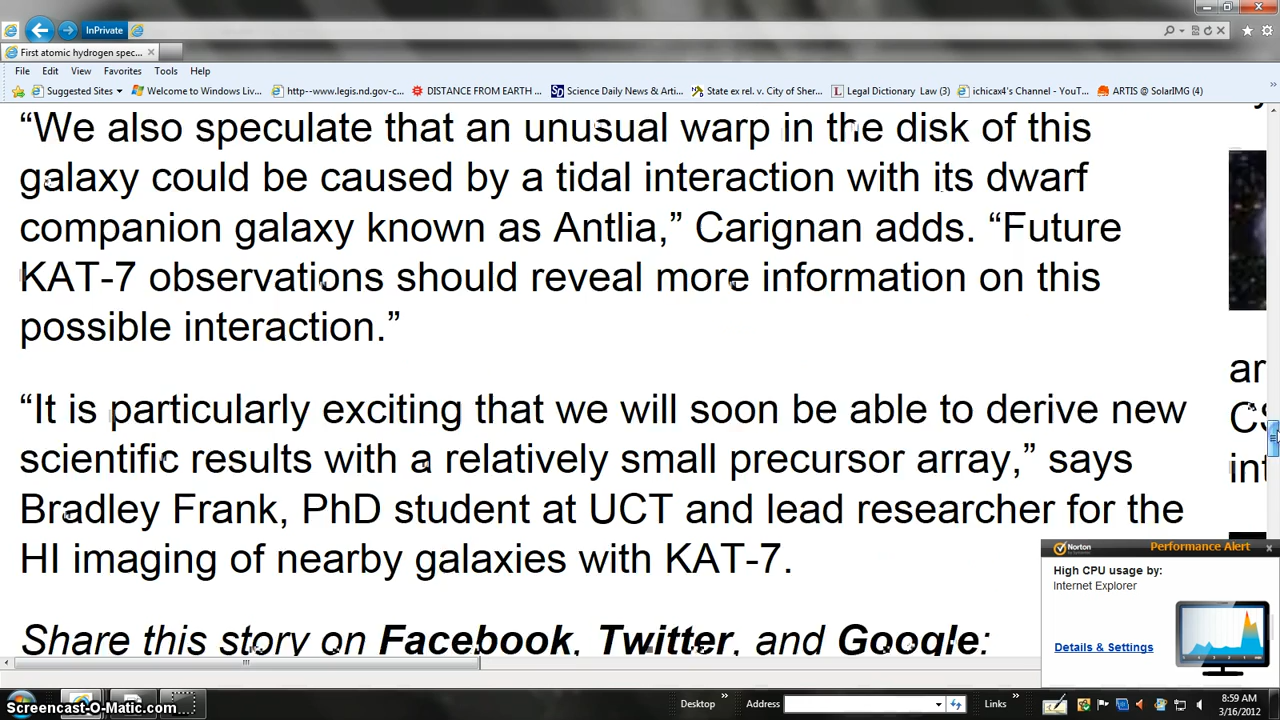 InPrivate
First atomic hydrogen spec...
File Edit View Favorites Tools Help
Suggested Sites Welcome to Windows Liv... http--www.legis.nd.gov-c... DISTANCE FROM EARTH ... Science Daily News & Arti... State ex rel. v. City of Sher... Legal Dictionary Law (3) ichicax4's Channel - YouT... ARTIS @ SolarIMG (4)
“We also speculate that an unusual warp in the disk of this
galaxy could be caused by a tidal interaction with its dwarf
companion galaxy known as Antlia,” Carignan adds. “Future
KAT-7 observations should reveal more information on this
possible interaction.”
“It is particularly exciting that we will soon be able to derive new
scientific results with a relatively small precursor array,” says
Bradley Frank, PhD student at UCT and lead researcher for the
HI imaging of nearby galaxies with KAT-7.
Share this story on Facebook, Twitter, and Google:
ar
int
Norton Performance Alert
High CPU usage by:
Internet Explorer
Details & Settings
Desktop Address Links
8:59 AM
3/16/2012
Screencast-O-Matic.com